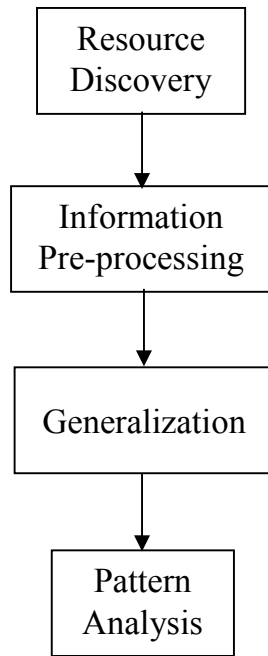 Resource
Discovery
Information
Pre-processing
Generalization
Pattern
Analysis